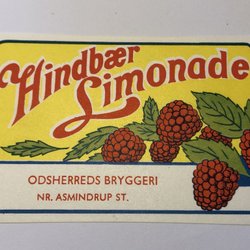 Hindbær
Limonade
ODSHERREDS BRYGGERI
NR. ASMINDRUP ST.